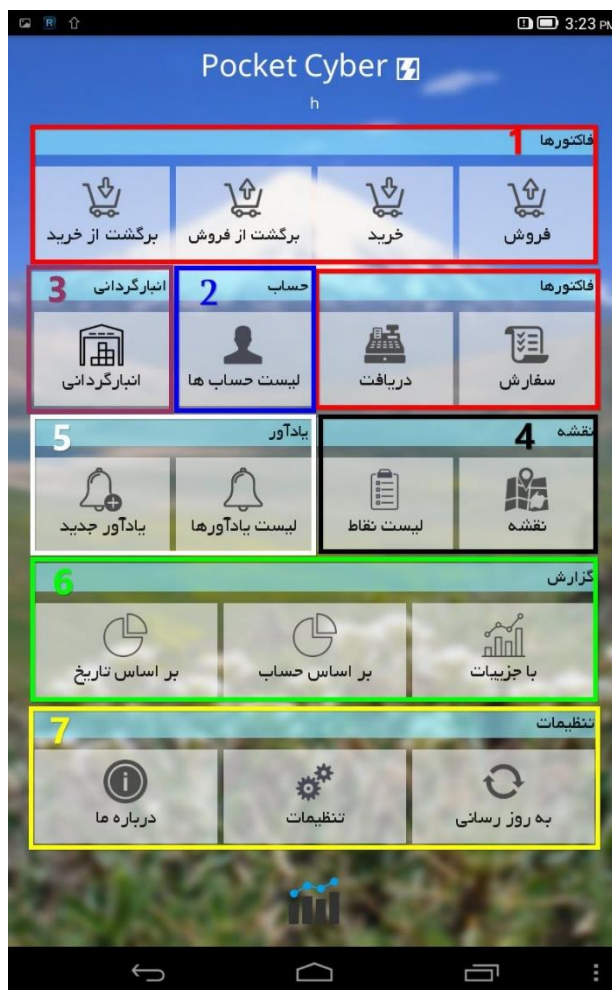 R 3:23 PM
Pocket Cyber
h
فاکتورها 1
فروش خرید برگشت از فروش برگشت از خرید
فاکتورها حساب 2 انبارگردانی 3
سفارش دریافت لیست حساب ها انبارگردانی
نقشه 4 یادآور 5
نقشه لیست نقاط لیست یادآورها یادآور جدید
گزارش 6
با جزییات بر اساس حساب بر اساس تاریخ
تنظیمات 7
به روز رسانی تنظیمات درباره ما